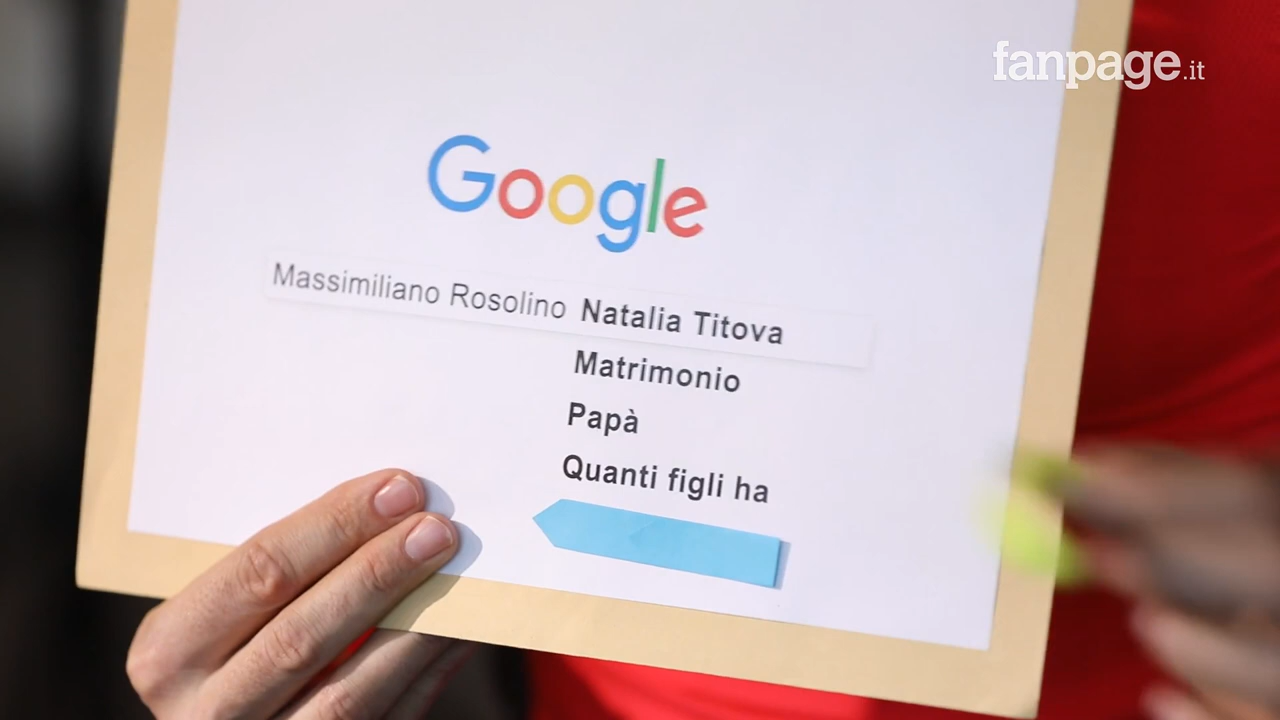 fanpage.it
Google
Massimiliano Rosolino Natalia Titova
Matrimonio
Papà
Quanti figli ha